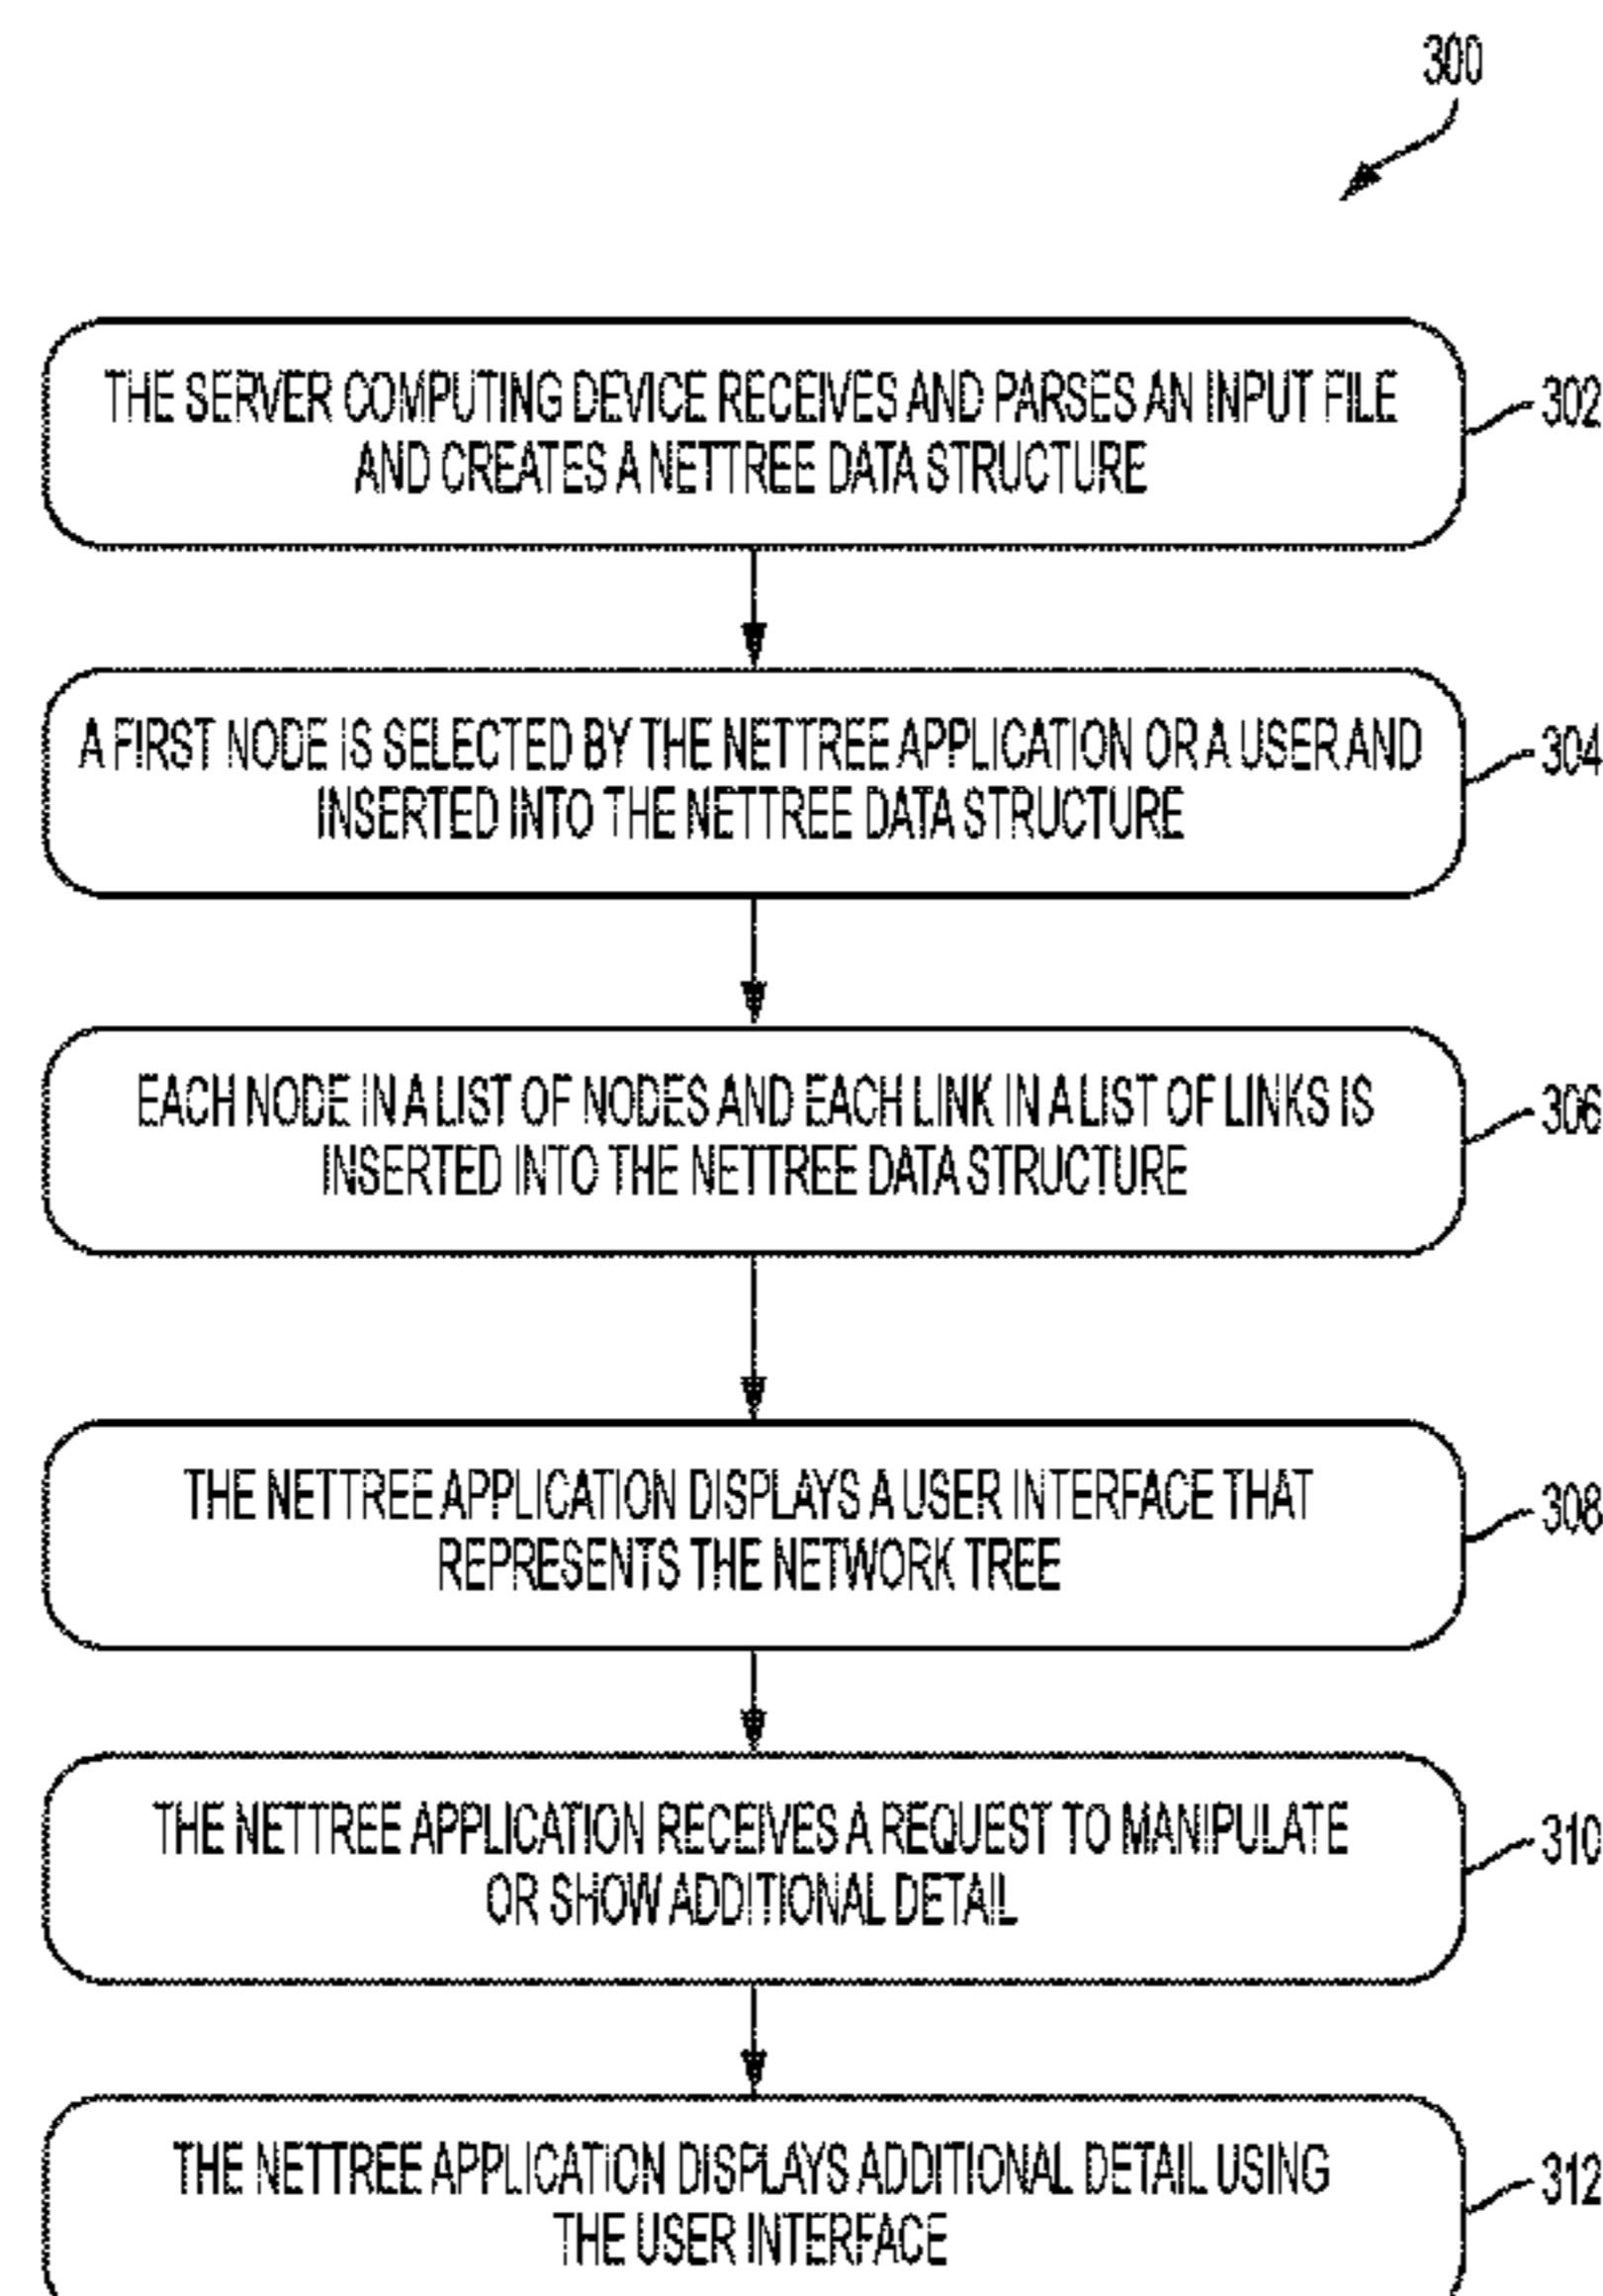 300
THE SERVER COMPUTING DEVICE RECEIVES AND PARSES AN INPUT FILE
AND CREATES A NETTREE DATA STRUCTURE
302
A FIRST NODE IS SELECTED BY THE NETTREE APPLICATION OR A USER AND
INSERTED INTO THE NETTREE DATA STRUCTURE
304
EACH NODE IN A LIST OF NODES AND EACH LINK IN A LIST OF LINKS IS
INSERTED INTO THE NETTREE DATA STRUCTURE
306
THE NETTREE APPLICATION DISPLAYS A USER INTERFACE THAT
REPRESENTS THE NETWORK TREE
308
THE NETTREE APPLICATION RECEIVES A REQUEST TO MANIPULATE
OR SHOW ADDITIONAL DETAIL
310
THE NETTREE APPLICATION DISPLAYS ADDITIONAL DETAIL USING
THE USER INTERFACE
312